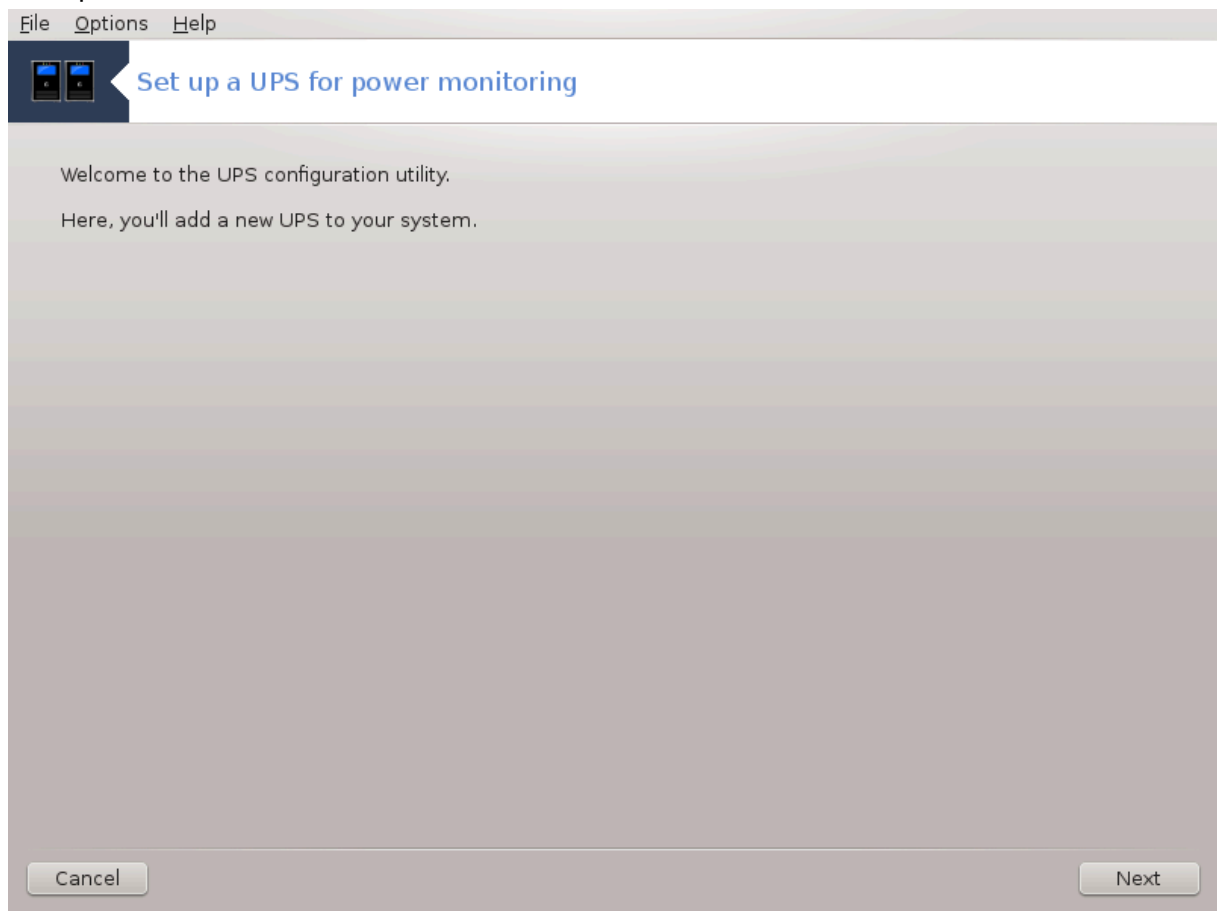 File Options Help
Set up a UPS for power monitoring
Welcome to the UPS configuration utility.
Here, you'll add a new UPS to your system.
Cancel Next